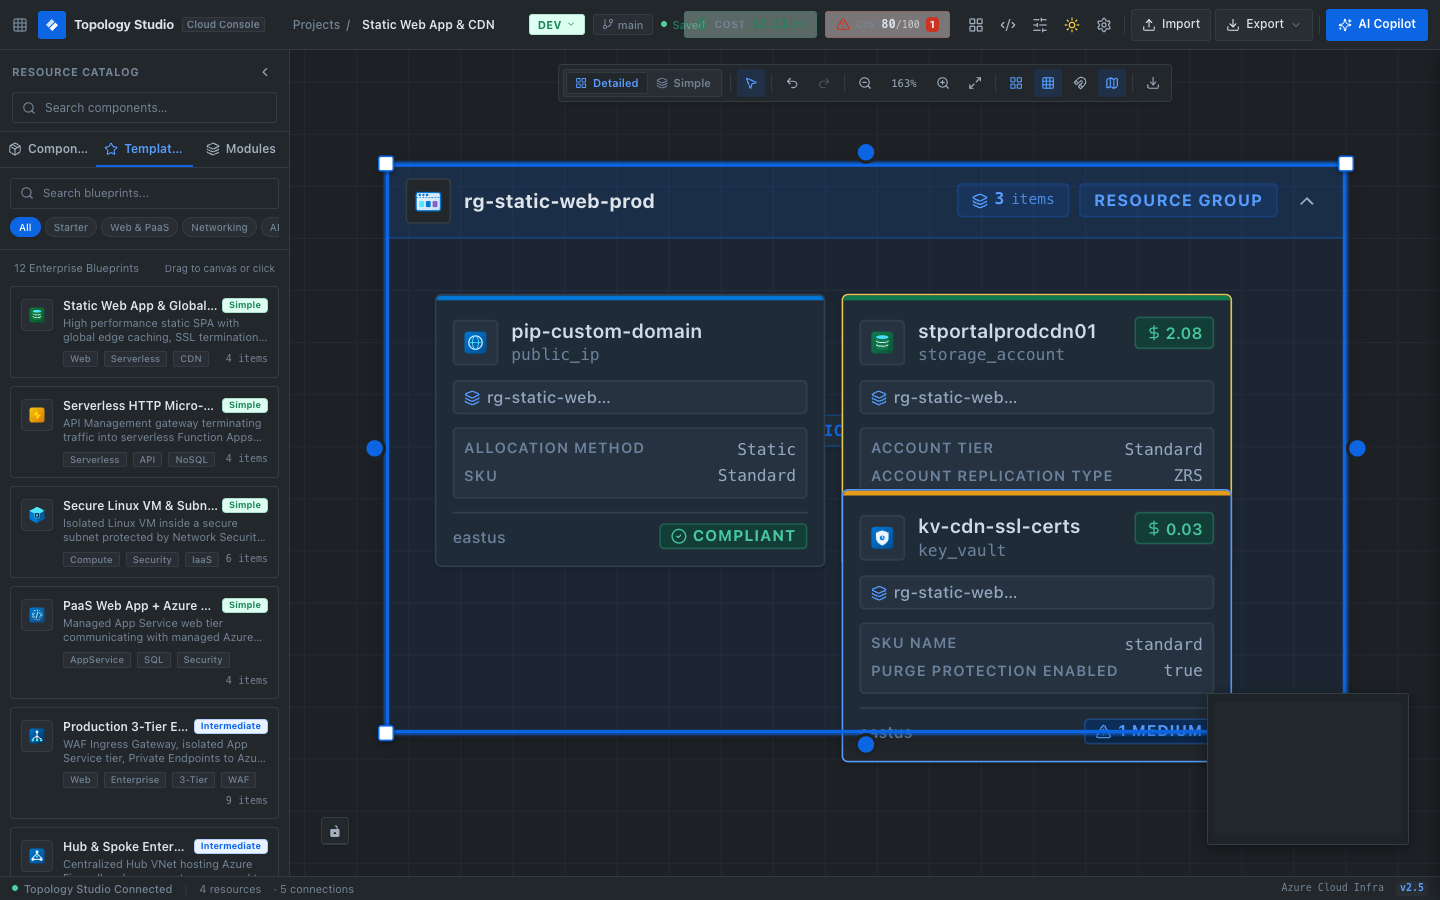 Topology Studio
Cloud Console
Projects /
Static Web App & CDN
DEV
main
Saved
COST
80/100
1
Import
Export
AI Copilot
RESOURCE CATALOG
Search components...
Compon...
Templat...
Modules
Search blueprints...
All
Starter
Web & PaaS
Networking
12 Enterprise Blueprints
Drag to canvas or click
Static Web App & Global...
Simple
High performance static SPA with
global edge caching, SSL termination...
Web
Serverless
CDN
4 items
Serverless HTTP Micro-...
Simple
API Management gateway terminating
traffic into serverless Function Apps...
Serverless
API
NoSQL
4 items
Secure Linux VM & Subn...
Simple
Isolated Linux VM inside a secure
subnet protected by Network Securit...
Compute
Security
IaaS
6 items
PaaS Web App + Azure ...
Simple
Managed App Service web tier
communicating with managed Azure...
AppService
SQL
Security
4 items
Production 3-Tier E...
Intermediate
WAF Ingress Gateway, isolated App
Service tier, Private Endpoints to Azu...
Web
Enterprise
3-Tier
WAF
9 items
Hub & Spoke Enter...
Intermediate
Centralized Hub VNet hosting Azure
Detailed
Simple
163%
rg-static-web-prod
3 items
RESOURCE GROUP
pip-custom-domain
public_ip
rg-static-web...
ALLOCATION METHOD
Static
SKU
Standard
eastus
COMPLIANT
stportalprodcdn01
storage_account
$ 2.08
rg-static-web...
ACCOUNT TIER
Standard
ACCOUNT REPLICATION TYPE
ZRS
kv-cdn-ssl-certs
key_vault
$ 0.03
rg-static-web...
SKU NAME
standard
PURGE PROTECTION ENABLED
true
eastus
1 MEDIUM
Topology Studio Connected
4 resources
· 5 connections
Azure Cloud Infra
v2.5